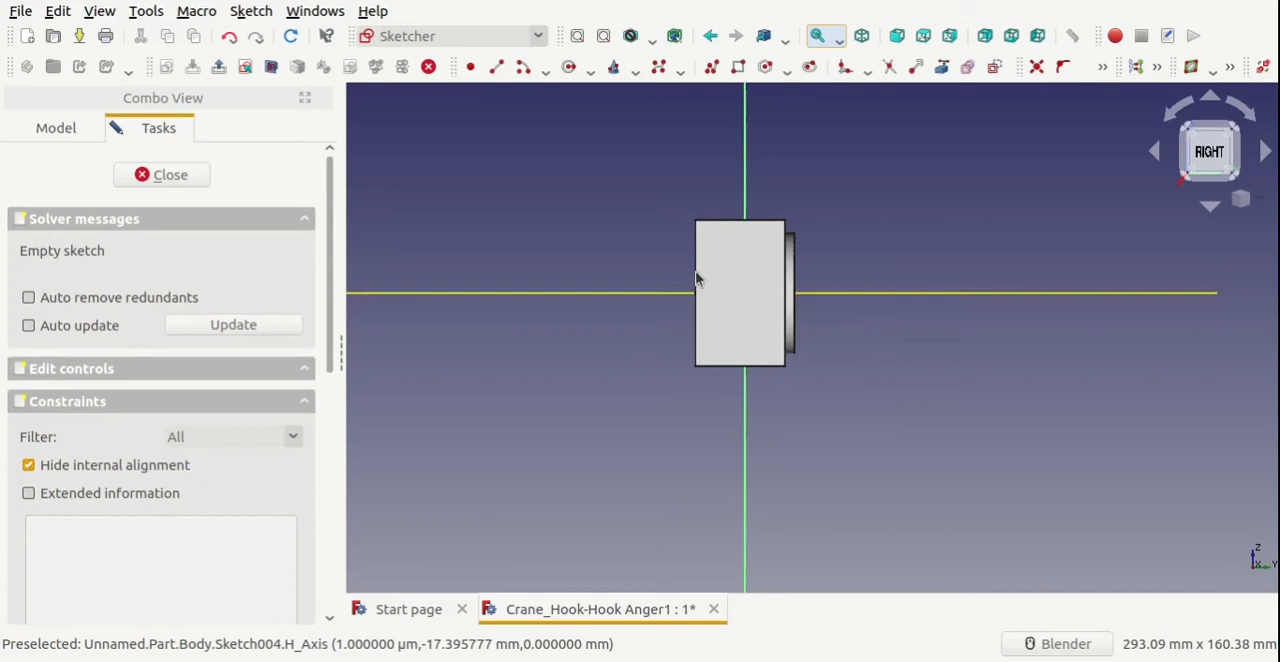 File Edit View Tools Macro Sketch Windows Help
Sketcher
Combo View
Model Tasks
Close
RIGHT
Solver messages
Empty sketch
Auto remove redundants
Auto update Update
Edit controls
Constraints
Filter: All
Hide internal alignment
Extended information
Z
X Y
Start page Crane_Hook-Hook Anger1 : 1*
Preselected: Unnamed.Part.Body.Sketch004.H_Axis (1.000000 µm,-17.395777 mm,0.000000 mm) Blender 293.09 mm x 160.38 mm